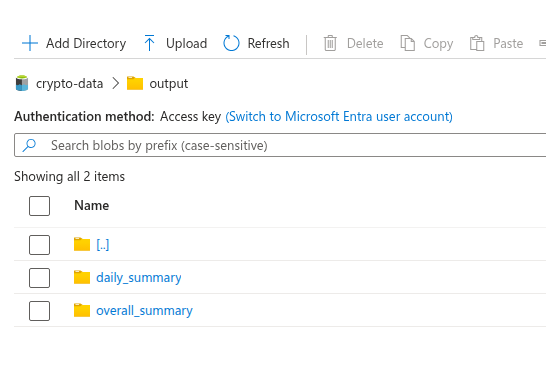 Add Directory Upload Refresh Delete Copy Paste
crypto-data > output
Authentication method: Access key (Switch to Microsoft Entra user account)
Search blobs by prefix (case-sensitive)
Showing all 2 items
Name
[..]
daily_summary
overall_summary